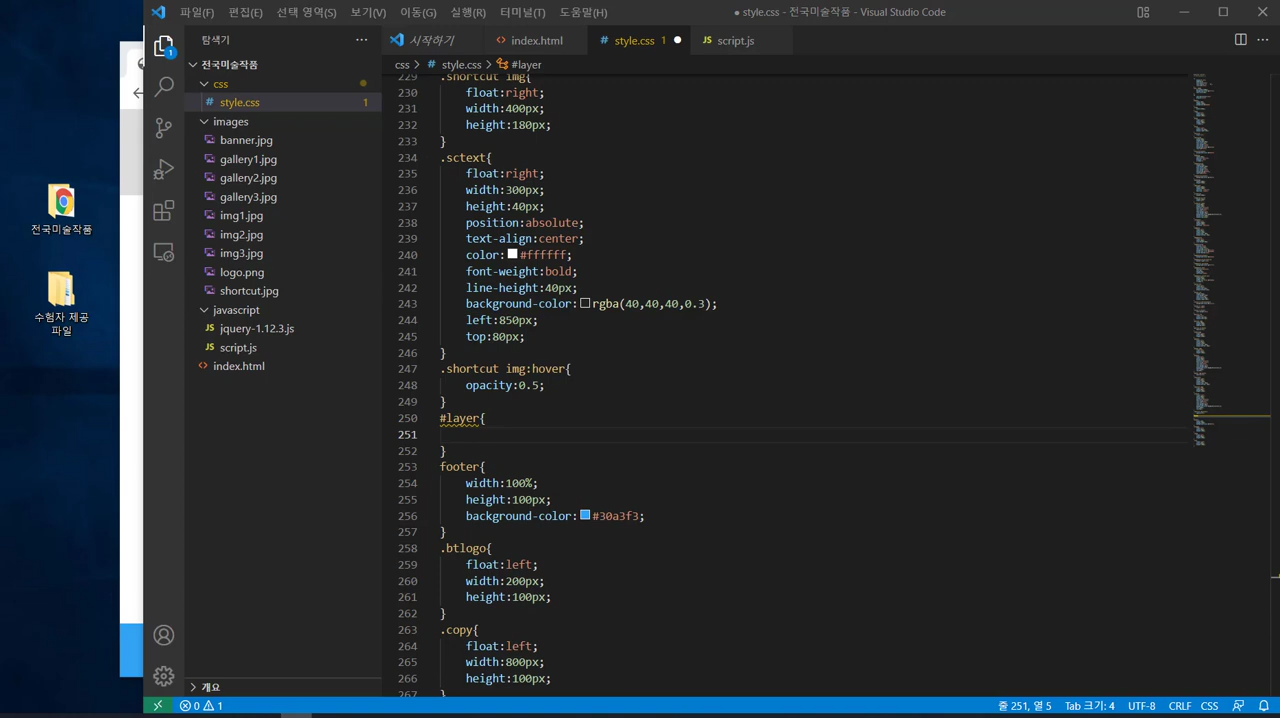 파일(F) 편집(E) 선택 영역(S) 보기(V) 이동(G) 실행(R) 터미널(T) 도움말(H)
● style.css - 전국미술작품 - Visual Studio Code
탐색기
시작하기
index.html
style.css 1
script.js
css > # style.css > #layer
전국미술작품
css
# style.css 1
images
banner.jpg
gallery1.jpg
gallery2.jpg
gallery3.jpg
img1.jpg
img2.jpg
img3.jpg
logo.png
shortcut.jpg
javascript
JS jquery-1.12.3.js
JS script.js
<> index.html
개요
전국미술작품
수험자 제공
파일
1
229 .shortcut img{
230 float:right;
231 width:400px;
232 height:180px;
233 }
234 .sctext{
235 float:right;
236 width:300px;
237 height:40px;
238 position:absolute;
239 text-align:center;
240 color:#ffffff;
241 font-weight:bold;
242 line-height:40px;
243 background-color:rgba(40,40,40,0.3);
244 left:850px;
245 top:80px;
246 }
247 .shortcut img:hover{
248 opacity:0.5;
249 }
250 #layer{
251
252 }
253 footer{
254 width:100%;
255 height:100px;
256 background-color:#30a3f3;
257 }
258 .btlogo{
259 float:left;
260 width:200px;
261 height:100px;
262 }
263 .copy{
264 float:left;
265 width:800px;
266 height:100px;
267 }
0 1
줄 251, 열 5 Tab 크기: 4 UTF-8 CRLF CSS